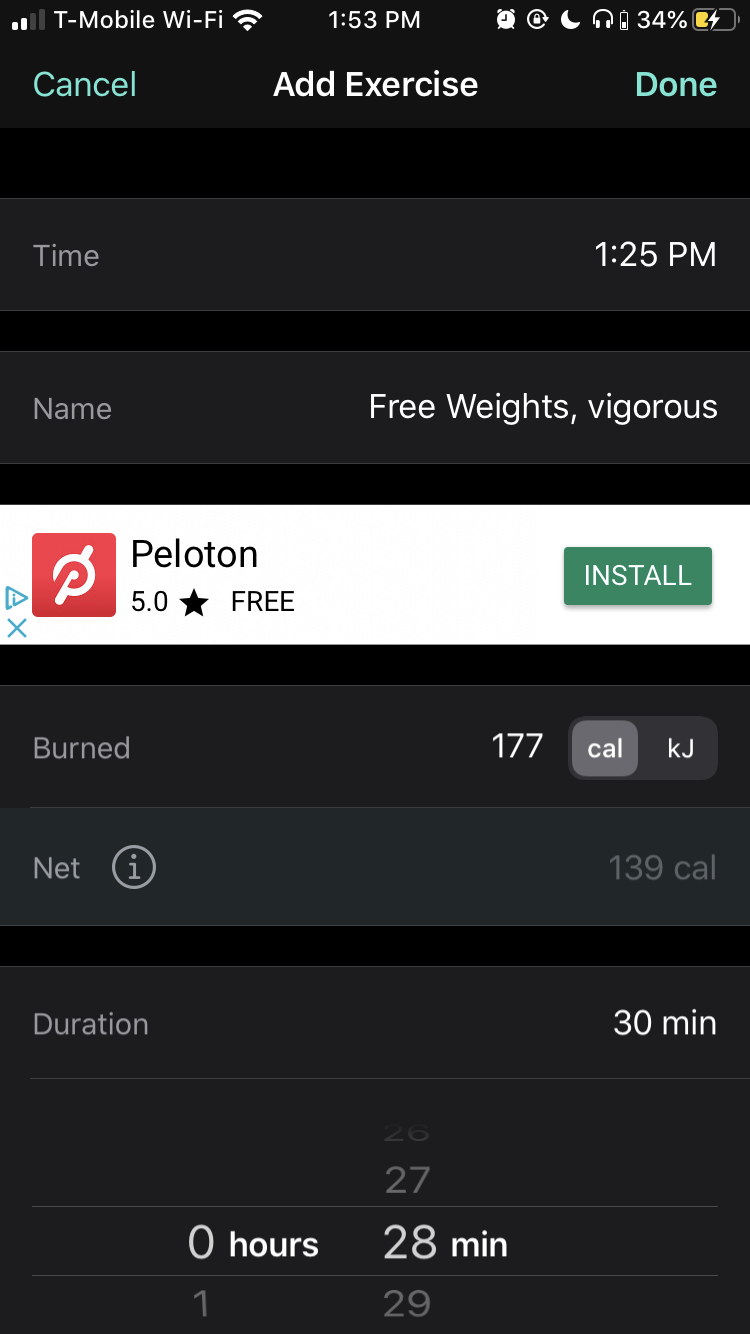 T-Mobile Wi-Fi 1:53 PM 34%
Cancel Add Exercise Done
Time 1:25 PM
Name Free Weights, vigorous
Peloton
5.0 ★ FREE
INSTALL
Burned 177 cal kJ
Net i 139 cal
Duration 30 min
26
27
0 hours 28 min
1 29